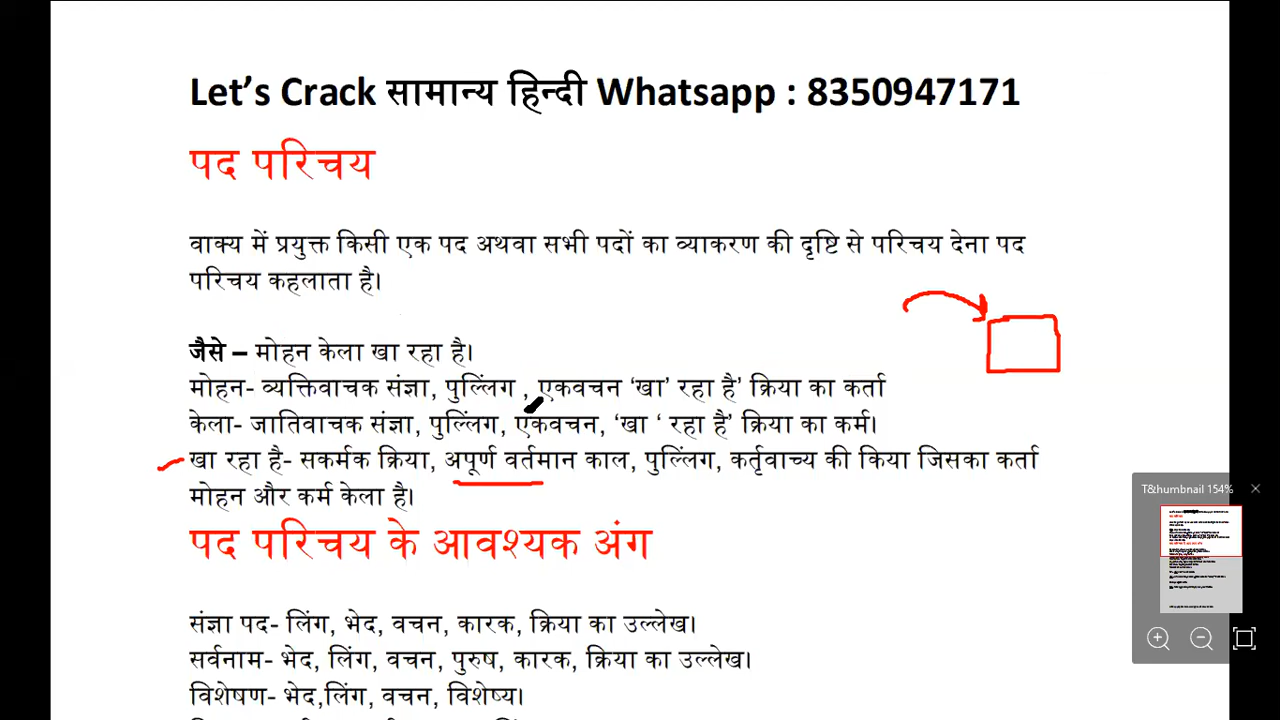 Let's Crack सामान्य हिन्दी Whatsapp : 8350947171
पद परिचय
वाक्य में प्रयुक्त किसी एक पद अथवा सभी पदों का व्याकरण की दृष्टि से परिचय देना पद
परिचय कहलाता है।
जैसे – मोहन केला खा रहा है।
मोहन- व्यक्तिवाचक संज्ञा, पुल्लिंग , एकवचन ‘खा’ रहा है’ क्रिया का कर्ता
केला- जातिवाचक संज्ञा, पुल्लिंग, एकवचन, ‘खा ‘ रहा है’ क्रिया का कर्म।
खा रहा है- सकर्मक क्रिया, अपूर्ण वर्तमान काल, पुल्लिंग, कर्तृवाच्य की किया जिसका कर्ता
मोहन और कर्म केला है।
पद परिचय के आवश्यक अंग
संज्ञा पद- लिंग, भेद, वचन, कारक, क्रिया का उल्लेख।
सर्वनाम- भेद, लिंग, वचन, पुरुष, कारक, क्रिया का उल्लेख।
विशेषण- भेद,लिंग, वचन, विशेष्य।
T&humbnail 154%